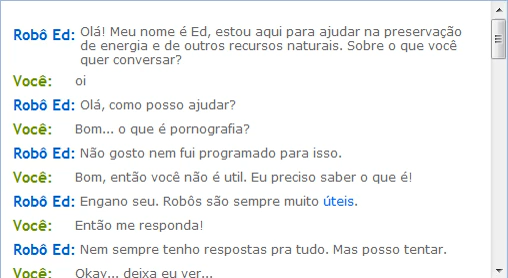 Robô Ed: Olá! Meu nome é Ed, estou aqui para ajudar na preservação
de energia e de outros recursos naturais. Sobre o que você
quer conversar?
Você: oi
Robô Ed: Olá, como posso ajudar?
Você: Bom... o que é pornografia?
Robô Ed: Não gosto nem fui programado para isso.
Você: Bom, então você não é util. Eu preciso saber o que é!
Robô Ed: Engano seu. Robôs são sempre muito úteis.
Você: Então me responda!
Robô Ed: Nem sempre tenho respostas pra tudo. Mas posso tentar.
Você: Okay... deixa eu ver...